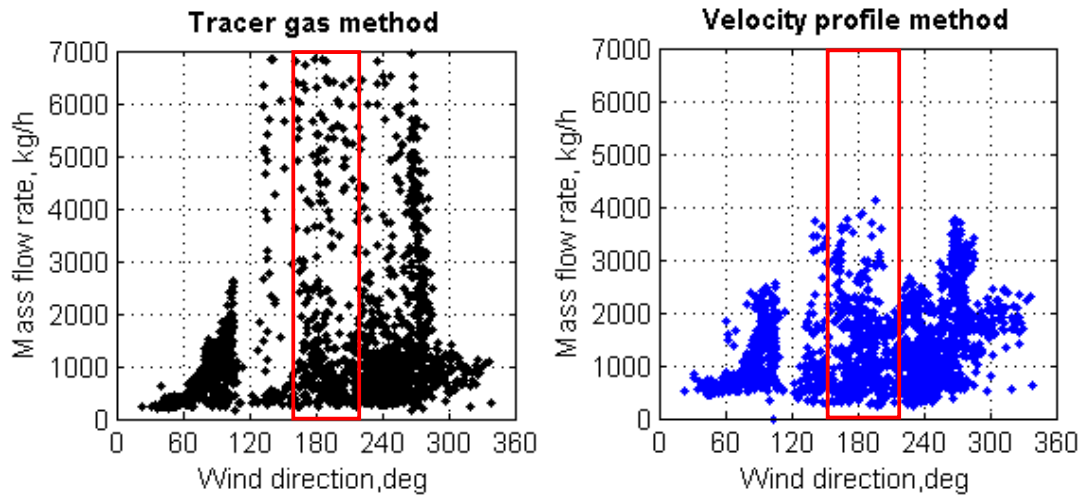 Tracer gas method
7000
6000
5000
4000
3000
2000
1000
0
Mass flow rate, kg/h
0 60 120 180 240 300 360
Wind direction,deg
Velocity profile method
7000
6000
5000
4000
3000
2000
1000
0
Mass flow rate, kg/h
0 60 120 180 240 300 360
Wind direction,deg